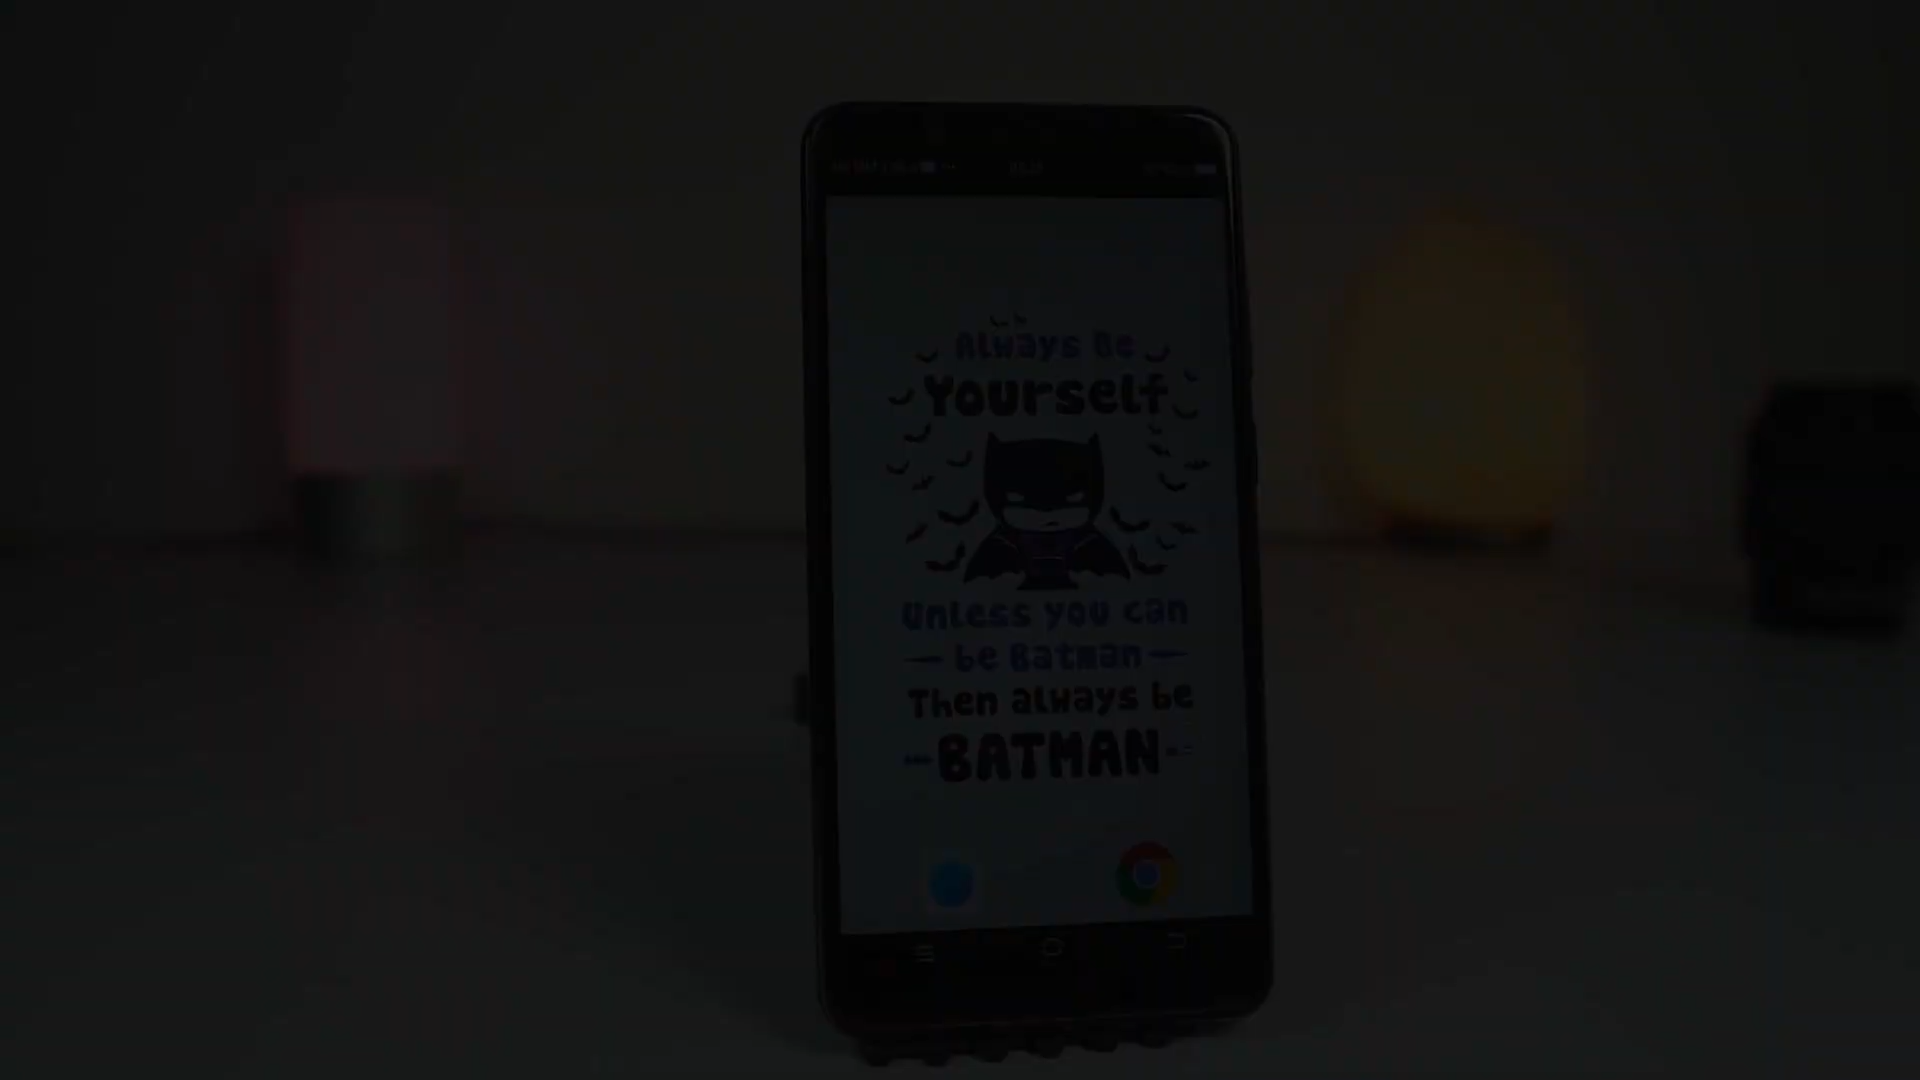 Always Be
Yourself
Unless you can
be Batman
Then always be
BATMAN